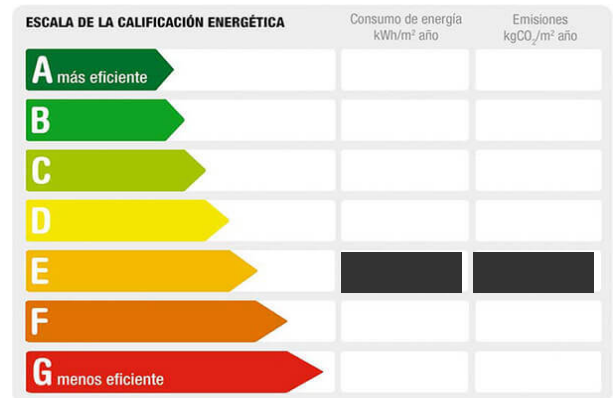 ESCALA DE LA CALIFICACIÓN ENERGÉTICA
Consumo de energía
kWh/m² año
Emisiones
kgCO₂/m² año
A más eficiente
B
C
D
E
F
G menos eficiente